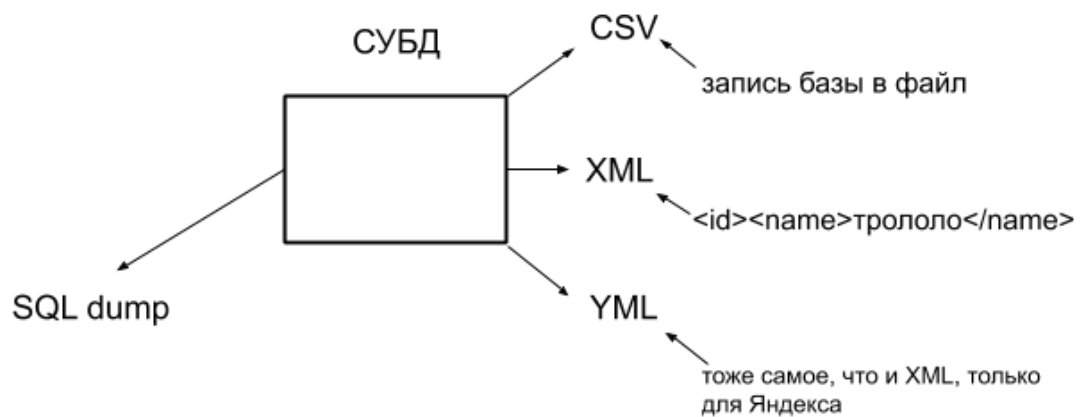 СУБД
CSV
запись базы в файл
XML
<id><name>трололо</name>
SQL dump
YML
тоже самое, что и XML, только
для Яндекса